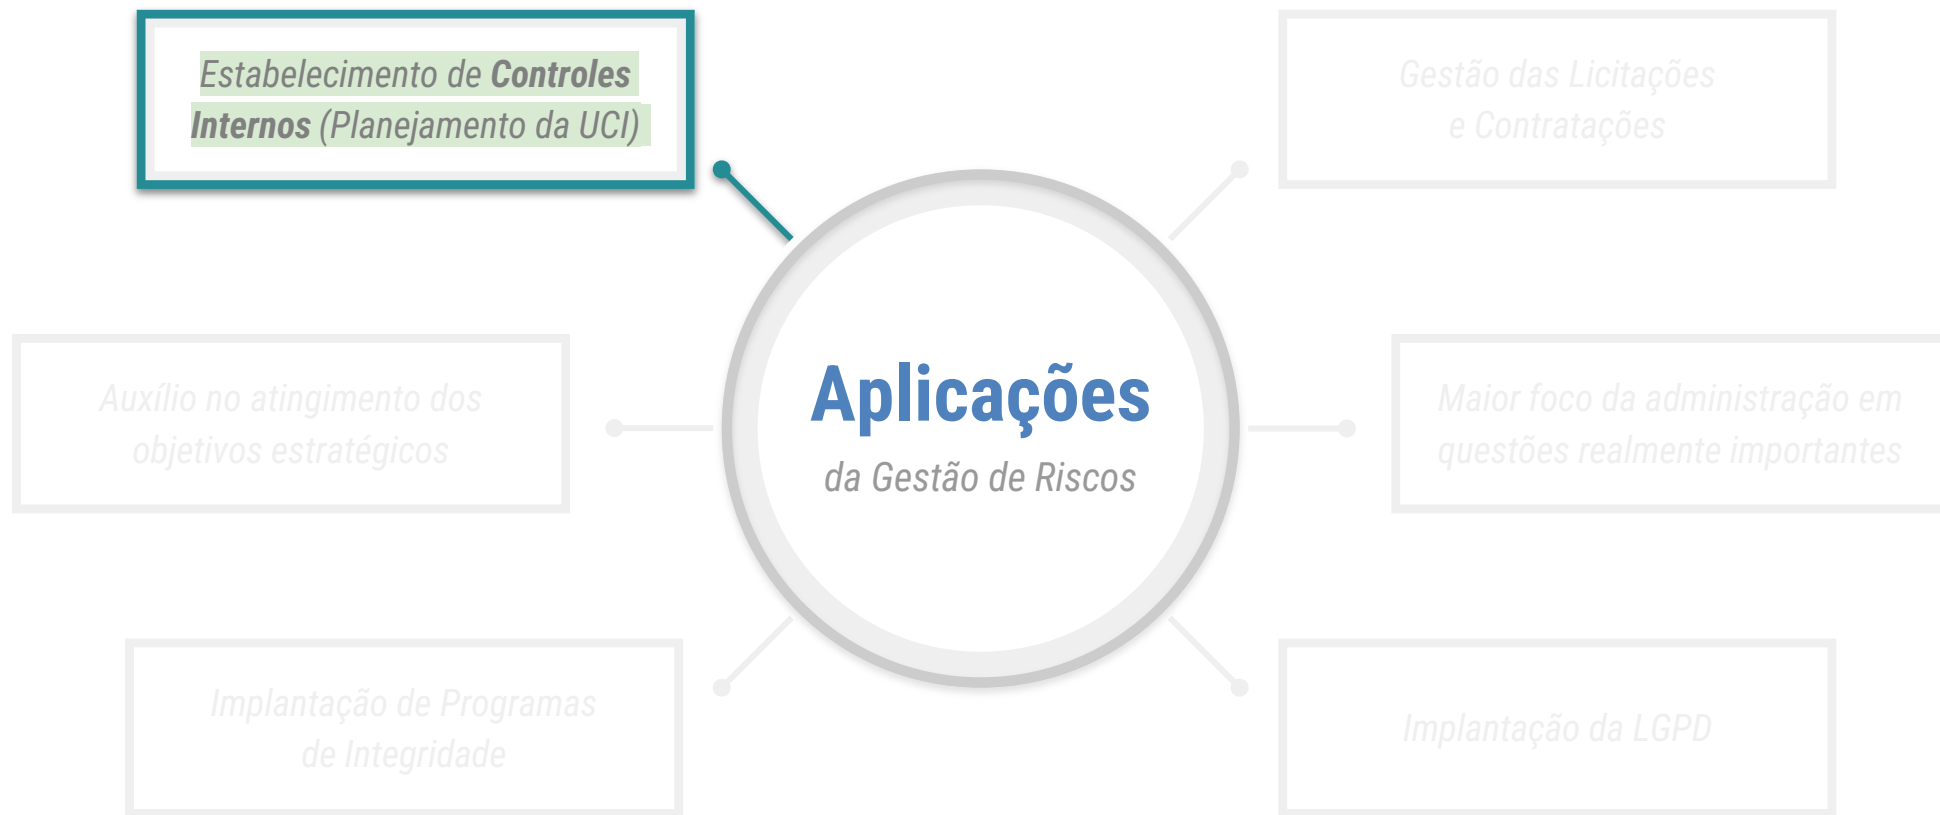 Estabelecimento de Controles
Internos (Planejamento da UCI)
Gestão das Licitações
e Contratações
Auxílio no atingimento dos
objetivos estratégicos
Aplicações
da Gestão de Riscos
Maior foco da administração em
questões realmente importantes
Implantação de Programas
de Integridade
Implantação da LGPD